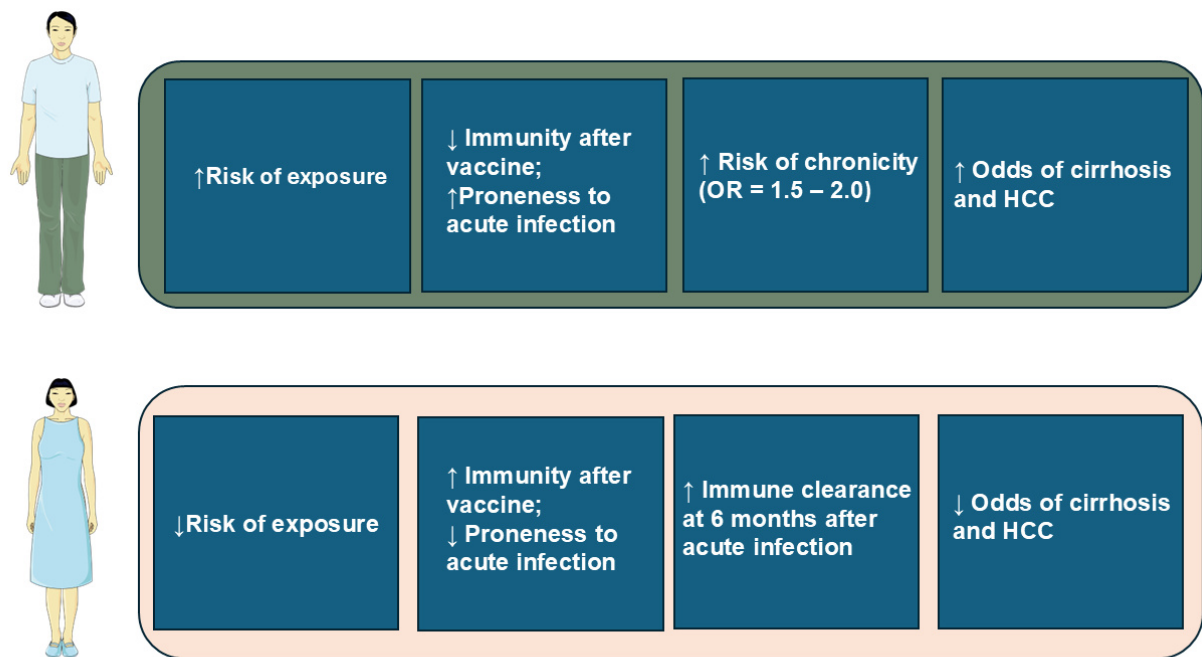 ↑Risk of exposure
↓ Immunity after
vaccine;
↑Proneness to
acute infection
↑ Risk of chronicity
(OR = 1.5 – 2.0)
↑ Odds of cirrhosis
and HCC
↓Risk of exposure
↑ Immunity after
vaccine;
↓ Proneness to
acute infection
↑ Immune clearance
at 6 months after
acute infection
↓ Odds of cirrhosis
and HCC